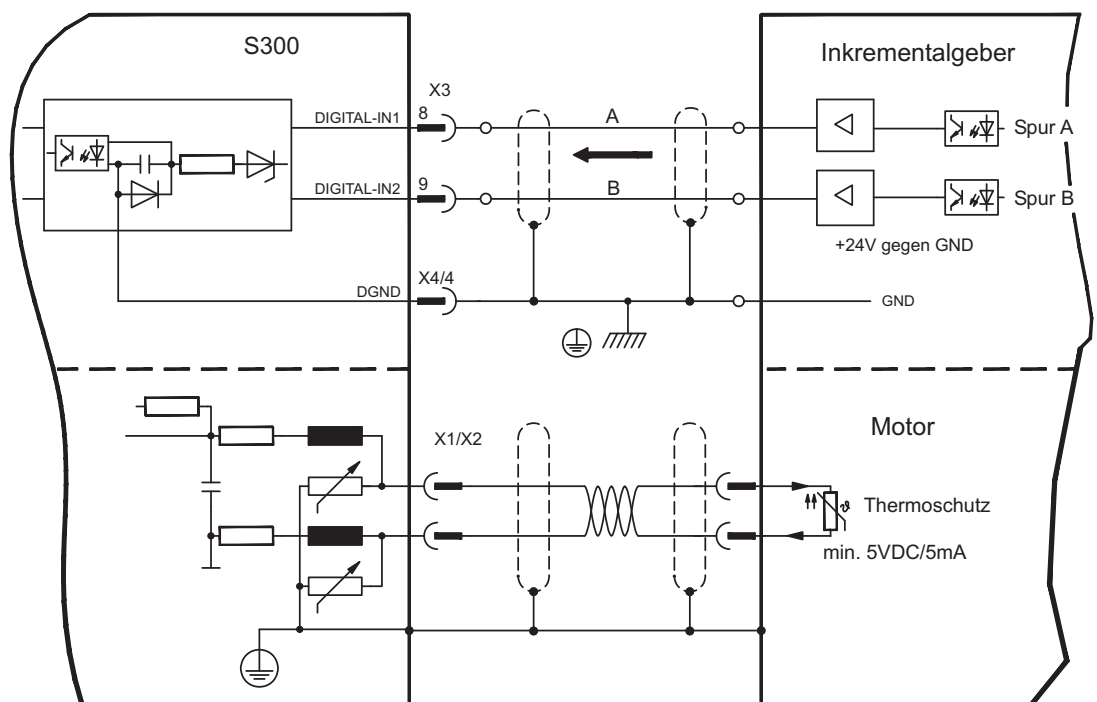 S300
Inkrementalgeber
X3
DIGITAL-IN1
8
A
Spur A
DIGITAL-IN2
9
B
Spur B
+24V gegen GND
X4/4
DGND
GND
Motor
X1/X2
ϑ
Thermoschutz
min. 5VDC/5mA